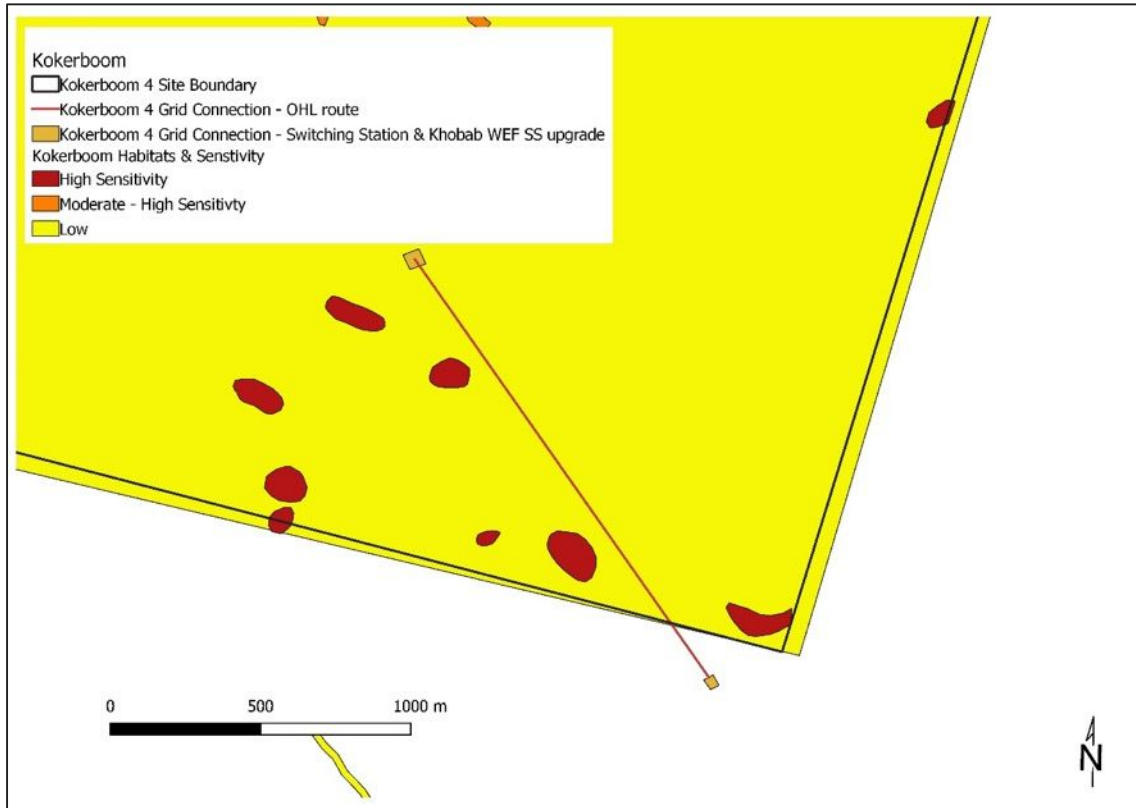 Kokerboom
Kokerboom 4 Site Boundary
Kokerboom 4 Grid Connection - OHL route
Kokerboom 4 Grid Connection - Switching Station & Khobab WEF SS upgrade
Kokerboom Habitats & Senstivity
High Sensitivity
Moderate - High Sensitivty
Low
0 500 1000 m
N